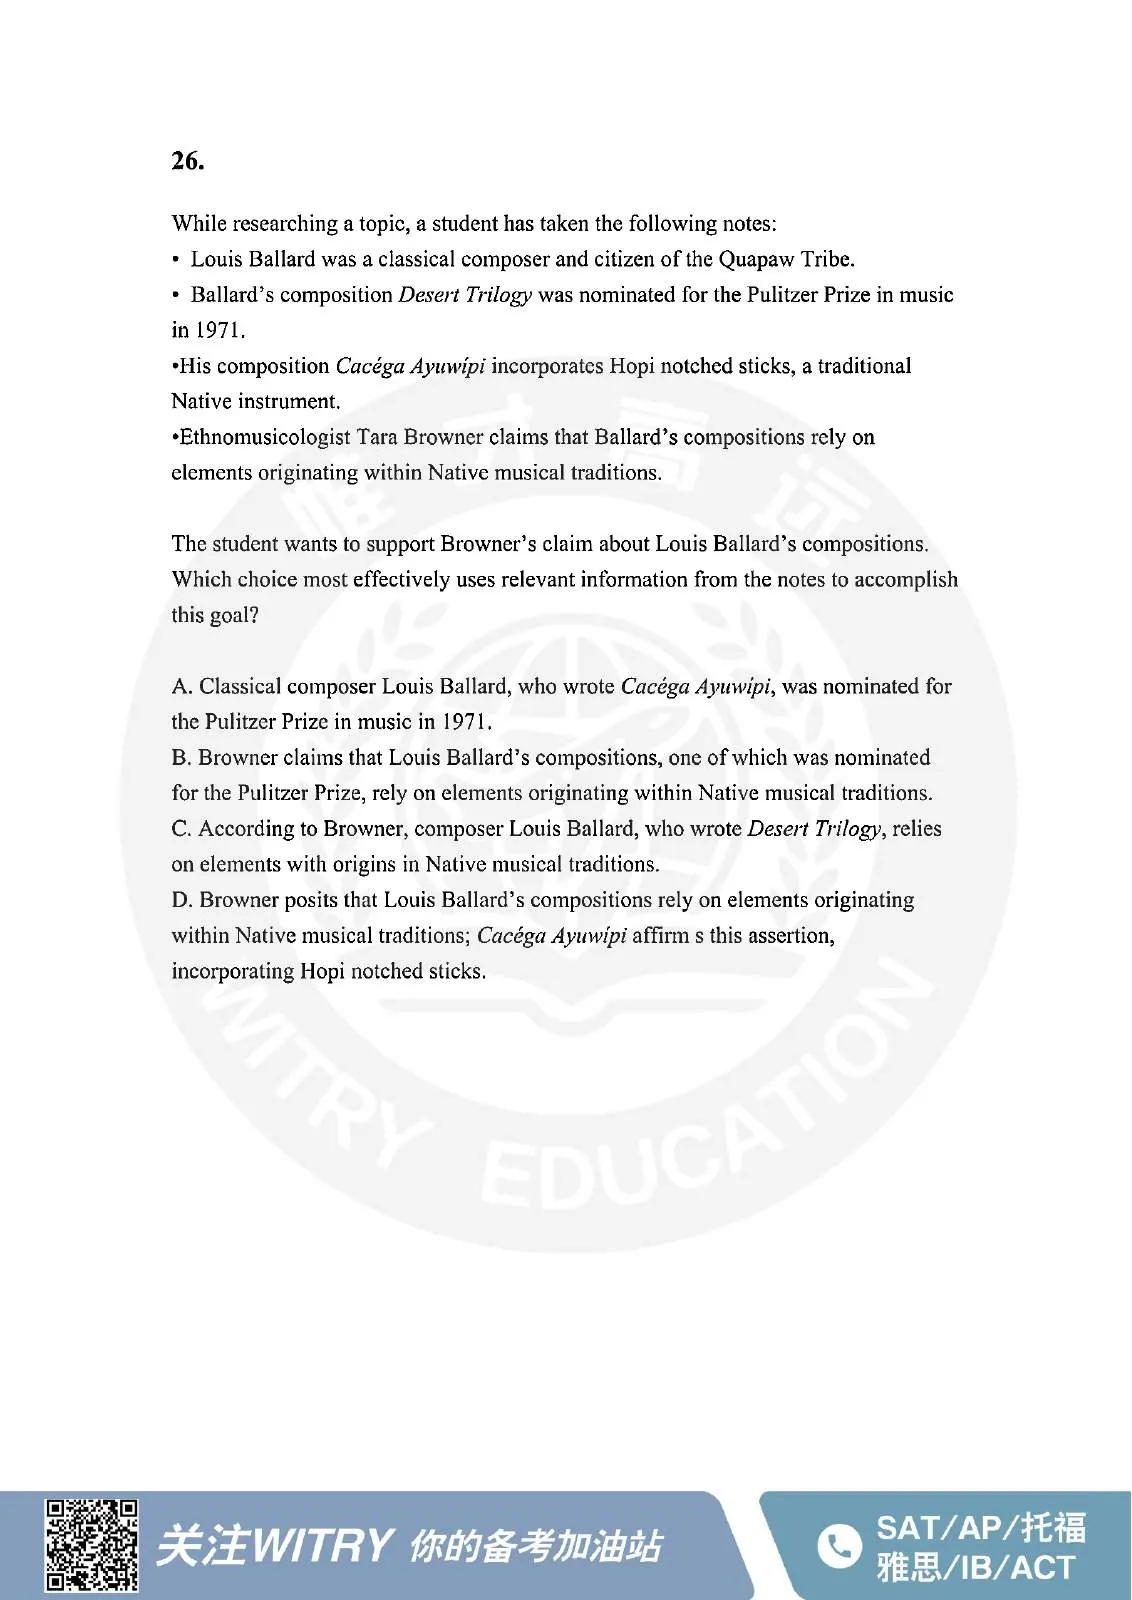 26.
While researching a topic, a student has taken the following notes:
• Louis Ballard was a classical composer and citizen of the Quapaw Tribe.
• Ballard’s composition Desert Trilogy was nominated for the Pulitzer Prize in music
in 1971.
•His composition Cacéga Ayuwípi incorporates Hopi notched sticks, a traditional
Native instrument.
•Ethnomusicologist Tara Browner claims that Ballard’s compositions rely on
elements originating within Native musical traditions.
The student wants to support Browner’s claim about Louis Ballard’s compositions.
Which choice most effectively uses relevant information from the notes to accomplish
this goal?
A. Classical composer Louis Ballard, who wrote Cacéga Ayuwípi, was nominated for
the Pulitzer Prize in music in 1971.
B. Browner claims that Louis Ballard’s compositions, one of which was nominated
for the Pulitzer Prize, rely on elements originating within Native musical traditions.
C. According to Browner, composer Louis Ballard, who wrote Desert Trilogy, relies
on elements with origins in Native musical traditions.
D. Browner posits that Louis Ballard’s compositions rely on elements originating
within Native musical traditions; Cacéga Ayuwípi affirm s this assertion,
incorporating Hopi notched sticks.
惟才高远
WITRY EDUCATION
关注WITRY 你的备考加油站
SAT/AP/托福
雅思/IB/ACT